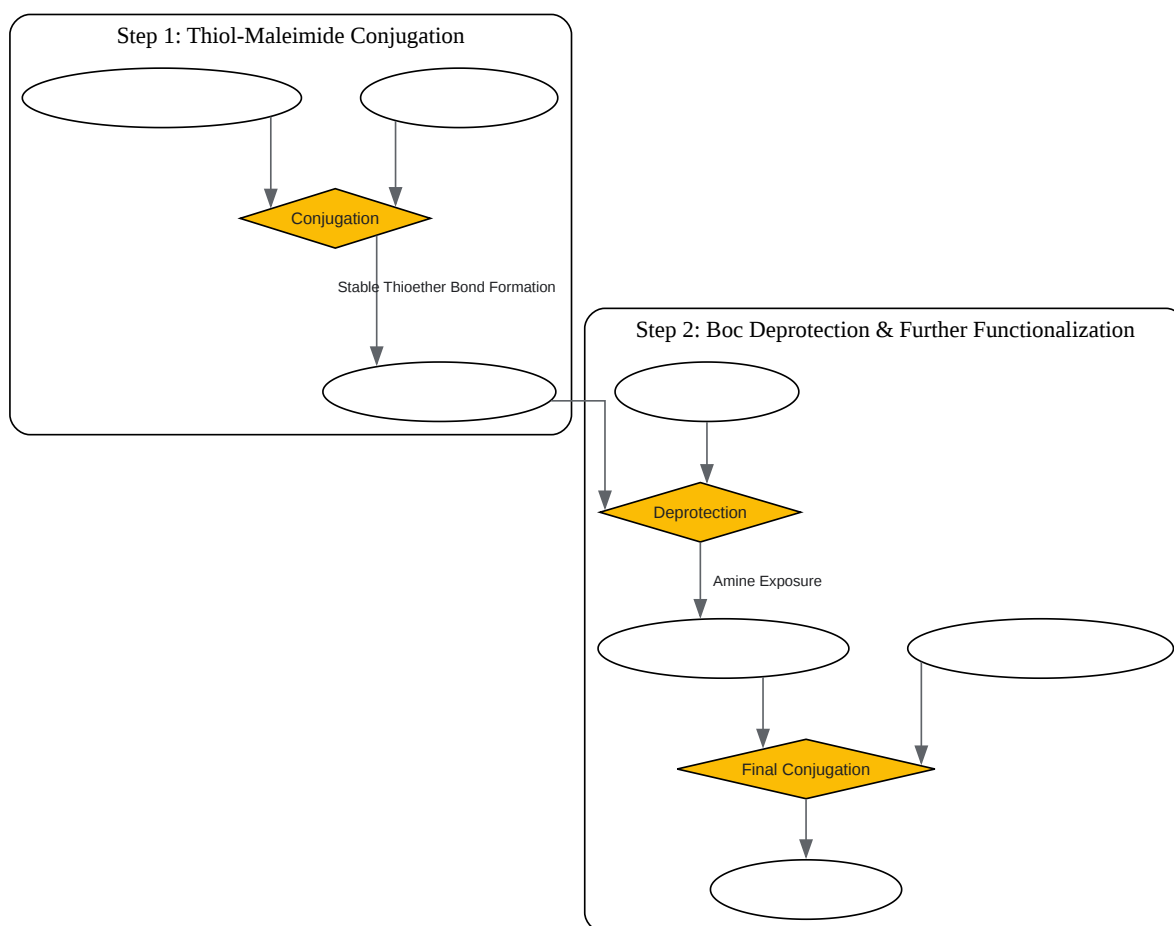 Step 1: Thiol-Maleimide Conjugation
Conjugation
Stable Thioether Bond Formation
Step 2: Boc Deprotection & Further Functionalization
Deprotection
Amine Exposure
Final Conjugation